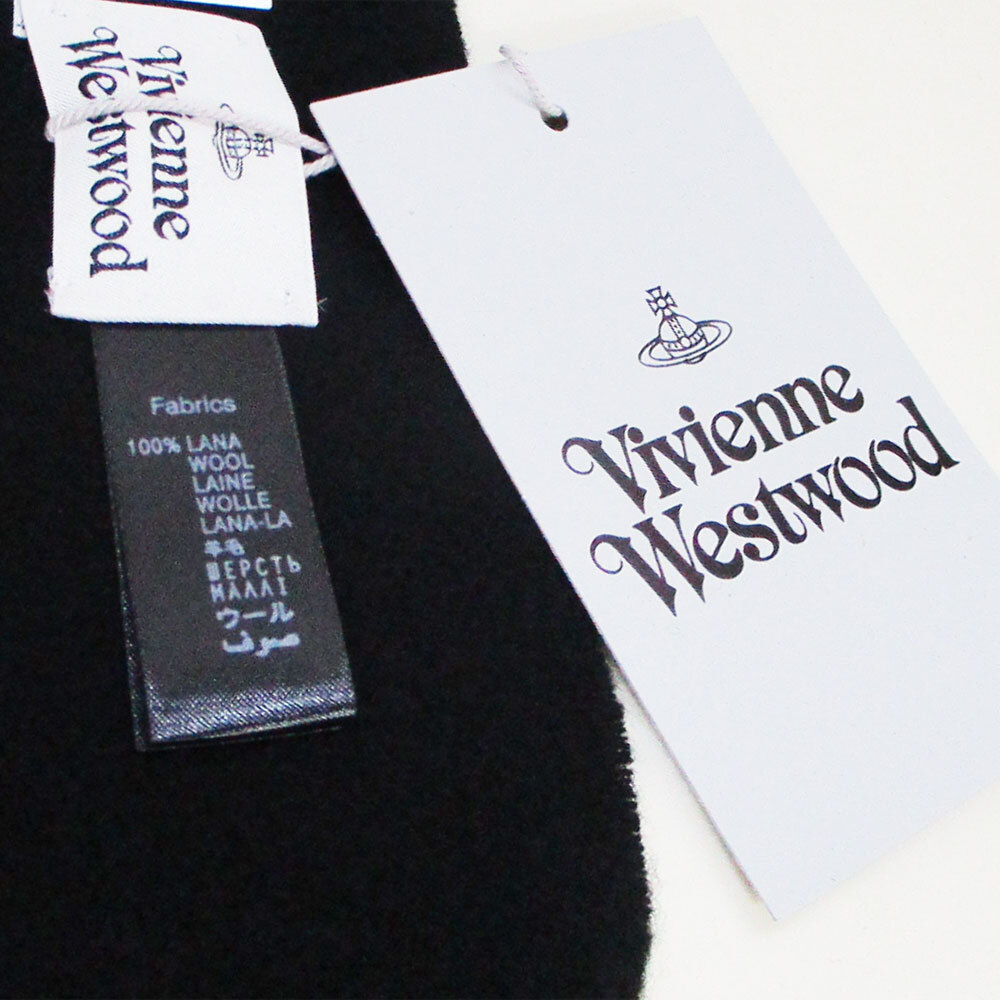 Vivienne
Westwood
Fabrics
100% LANA
WOOL
LAINE
WOLLE
LANA-LA
羊毛
ШЕРСТЬ
ΜΑΛΛΙ
ウール
صوف
Vivienne
Westwood